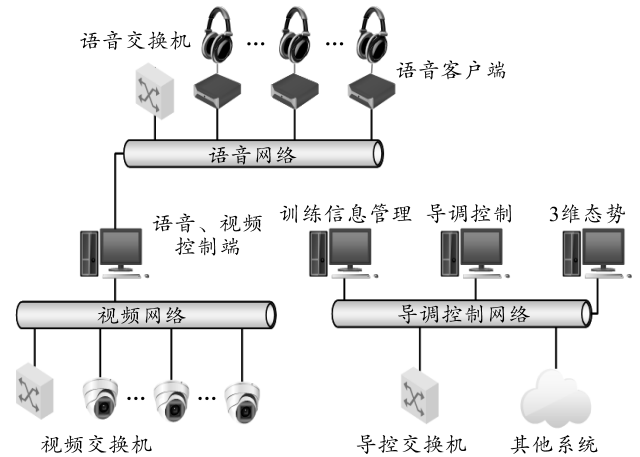 语音交换机
语音客户端
语音网络
语音、视频
控制端
训练信息管理
导调控制
3维态势
视频网络
导调控制网络
视频交换机
导控交换机
其他系统